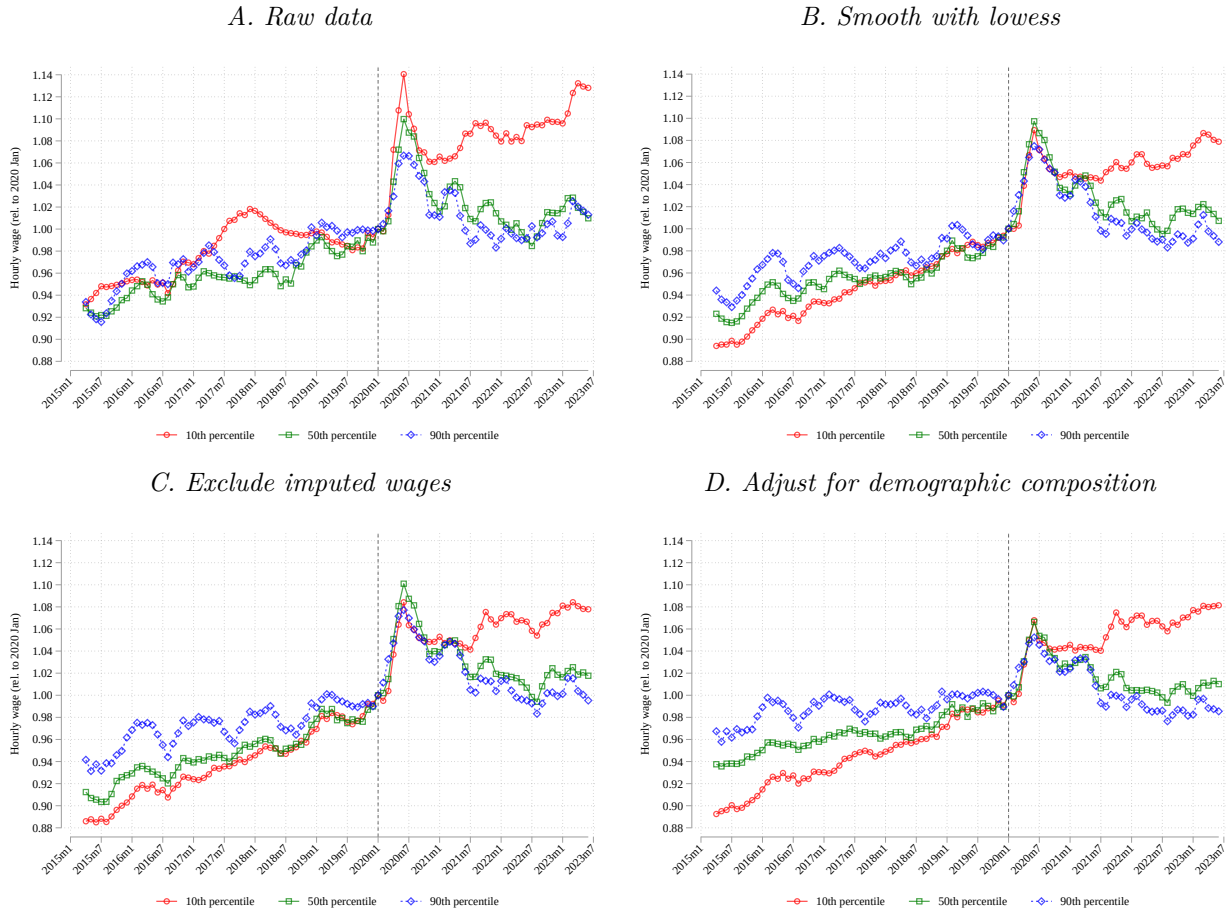 A. Raw data
Hourly wage (rel. to 2020 Jan)
1.14
1.12
1.10
1.08
1.06
1.04
1.02
1.00
0.98
0.96
0.94
0.92
0.90
0.88
2015m1
2015m7
2016m1
2016m7
2017m1
2017m7
2018m1
2018m7
2019m1
2019m7
2020m1
2020m7
2021m1
2021m7
2022m1
2022m7
2023m1
2023m7
10th percentile 50th percentile 90th percentile
B. Smooth with lowess
Hourly wage (rel. to 2020 Jan)
1.14
1.12
1.10
1.08
1.06
1.04
1.02
1.00
0.98
0.96
0.94
0.92
0.90
0.88
2015m1
2015m7
2016m1
2016m7
2017m1
2017m7
2018m1
2018m7
2019m1
2019m7
2020m1
2020m7
2021m1
2021m7
2022m1
2022m7
2023m1
2023m7
10th percentile 50th percentile 90th percentile
C. Exclude imputed wages
Hourly wage (rel. to 2020 Jan)
1.14
1.12
1.10
1.08
1.06
1.04
1.02
1.00
0.98
0.96
0.94
0.92
0.90
0.88
2015m1
2015m7
2016m1
2016m7
2017m1
2017m7
2018m1
2018m7
2019m1
2019m7
2020m1
2020m7
2021m1
2021m7
2022m1
2022m7
2023m1
2023m7
10th percentile 50th percentile 90th percentile
D. Adjust for demographic composition
Hourly wage (rel. to 2020 Jan)
1.14
1.12
1.10
1.08
1.06
1.04
1.02
1.00
0.98
0.96
0.94
0.92
0.90
0.88
2015m1
2015m7
2016m1
2016m7
2017m1
2017m7
2018m1
2018m7
2019m1
2019m7
2020m1
2020m7
2021m1
2021m7
2022m1
2022m7
2023m1
2023m7
10th percentile 50th percentile 90th percentile